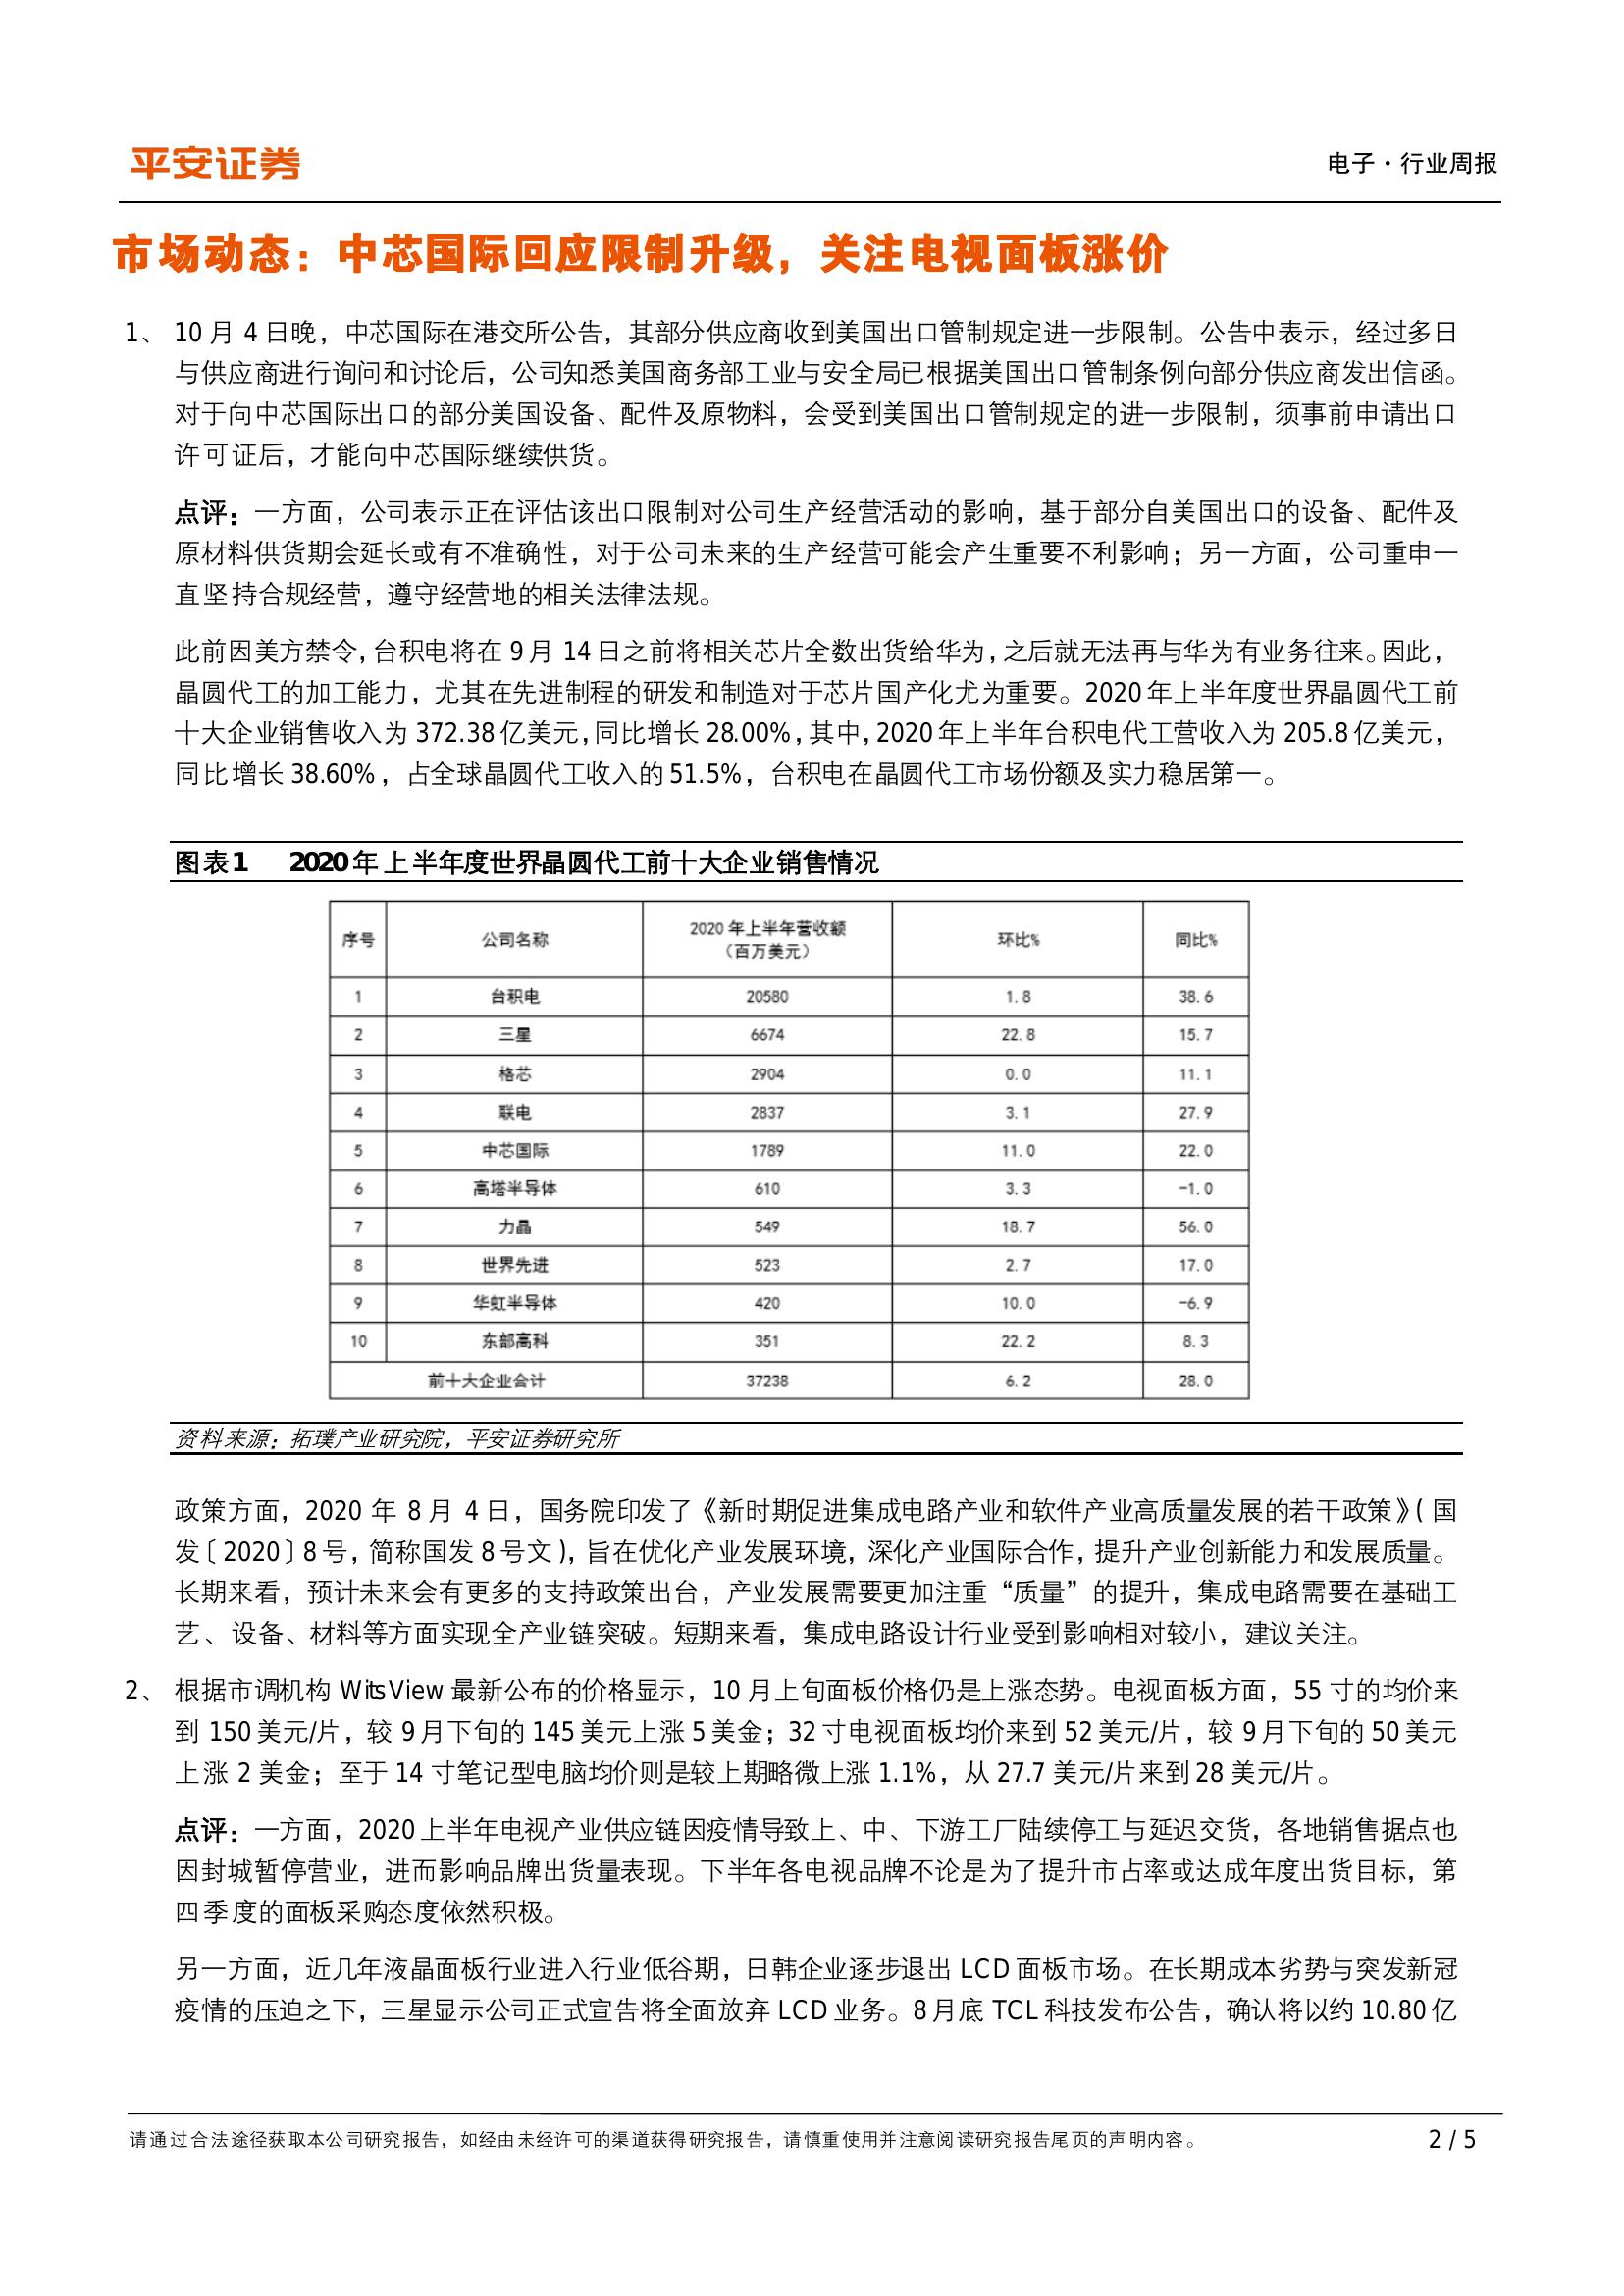 平安证券
电子·行业周报
市场动态：中芯国际回应限制升级，关注电视面板涨价
1、 10 月 4 日晚，中芯国际在港交所公告，其部分供应商收到美国出口管制规定进一步限制。公告中表示，经过多日
与供应商进行询问和讨论后，公司知悉美国商务部工业与安全局已根据美国出口管制条例向部分供应商发出信函。
对于向中芯国际出口的部分美国设备、配件及原物料，会受到美国出口管制规定的进一步限制，须事前申请出口
许可证后，才能向中芯国际继续供货。
点评：一方面，公司表示正在评估该出口限制对公司生产经营活动的影响，基于部分自美国出口的设备、配件及
原材料供货期会延长或有不准确性，对于公司未来的生产经营可能会产生重要不利影响；另一方面，公司重申一
直坚持合规经营，遵守经营地的相关法律法规。
此前因美方禁令，台积电将在 9 月 14 日之前将相关芯片全数出货给华为，之后就无法再与华为有业务往来。因此，
晶圆代工的加工能力，尤其在先进制程的研发和制造对于芯片国产化尤为重要。2020 年上半年度世界晶圆代工前
十大企业销售收入为 372.38 亿美元，同比增长 28.00%，其中，2020 年上半年台积电代工营收入为 205.8 亿美元，
同比增长 38.60%，占全球晶圆代工收入的 51.5%，台积电在晶圆代工市场份额及实力稳居第一。
图表1 2020 年上半年度世界晶圆代工前十大企业销售情况
序号 公司名称 2020 年上半年营收额（百万美元） 环比% 同比%
1 台积电 20580 1.8 38.6
2 三星 6674 22.8 15.7
3 格芯 2904 0.0 11.1
4 联电 2837 3.1 27.9
5 中芯国际 1789 11.0 22.0
6 高塔半导体 610 3.3 -1.0
7 力晶 549 18.7 56.0
8 世界先进 523 2.7 17.0
9 华虹半导体 420 10.0 -6.9
10 东部高科 351 22.2 8.3
前十大企业合计 37238 6.2 28.0
资料来源：拓璞产业研究院，平安证券研究所
政策方面，2020 年 8 月 4 日，国务院印发了《新时期促进集成电路产业和软件产业高质量发展的若干政策》(国
发〔2020〕8 号，简称国发 8 号文)，旨在优化产业发展环境，深化产业国际合作，提升产业创新能力和发展质量。
长期来看，预计未来会有更多的支持政策出台，产业发展需要更加注重“质量”的提升，集成电路需要在基础工
艺、设备、材料等方面实现全产业链突破。短期来看，集成电路设计行业受到影响相对较小，建议关注。
2、 根据市调机构 WitsView 最新公布的价格显示，10 月上旬面板价格仍是上涨态势。电视面板方面，55 寸的均价来
到 150 美元/片，较 9 月下旬的 145 美元上涨 5 美金；32 寸电视面板均价来到 52 美元/片，较 9 月下旬的 50 美元
上涨 2 美金；至于 14 寸笔记型电脑均价则是较上期略微上涨 1.1%，从 27.7 美元/片来到 28 美元/片。
点评：一方面，2020 上半年电视产业供应链因疫情导致上、中、下游工厂陆续停工与延迟交货，各地销售据点也
因封城暂停营业，进而影响品牌出货量表现。下半年各电视品牌不论是为了提升市占率或达成年度出货目标，第
四季度的面板采购态度依然积极。
另一方面，近几年液晶面板行业进入行业低谷期，日韩企业逐步退出 LCD 面板市场。在长期成本劣势与突发新冠
疫情的压迫之下，三星显示公司正式宣告将全面放弃 LCD 业务。8 月底 TCL 科技发布公告，确认将以约 10.80 亿
请通过合法途径获取本公司研究报告，如经由未经许可的渠道获得研究报告，请慎重使用并注意阅读研究报告尾页的声明内容。
2 / 5